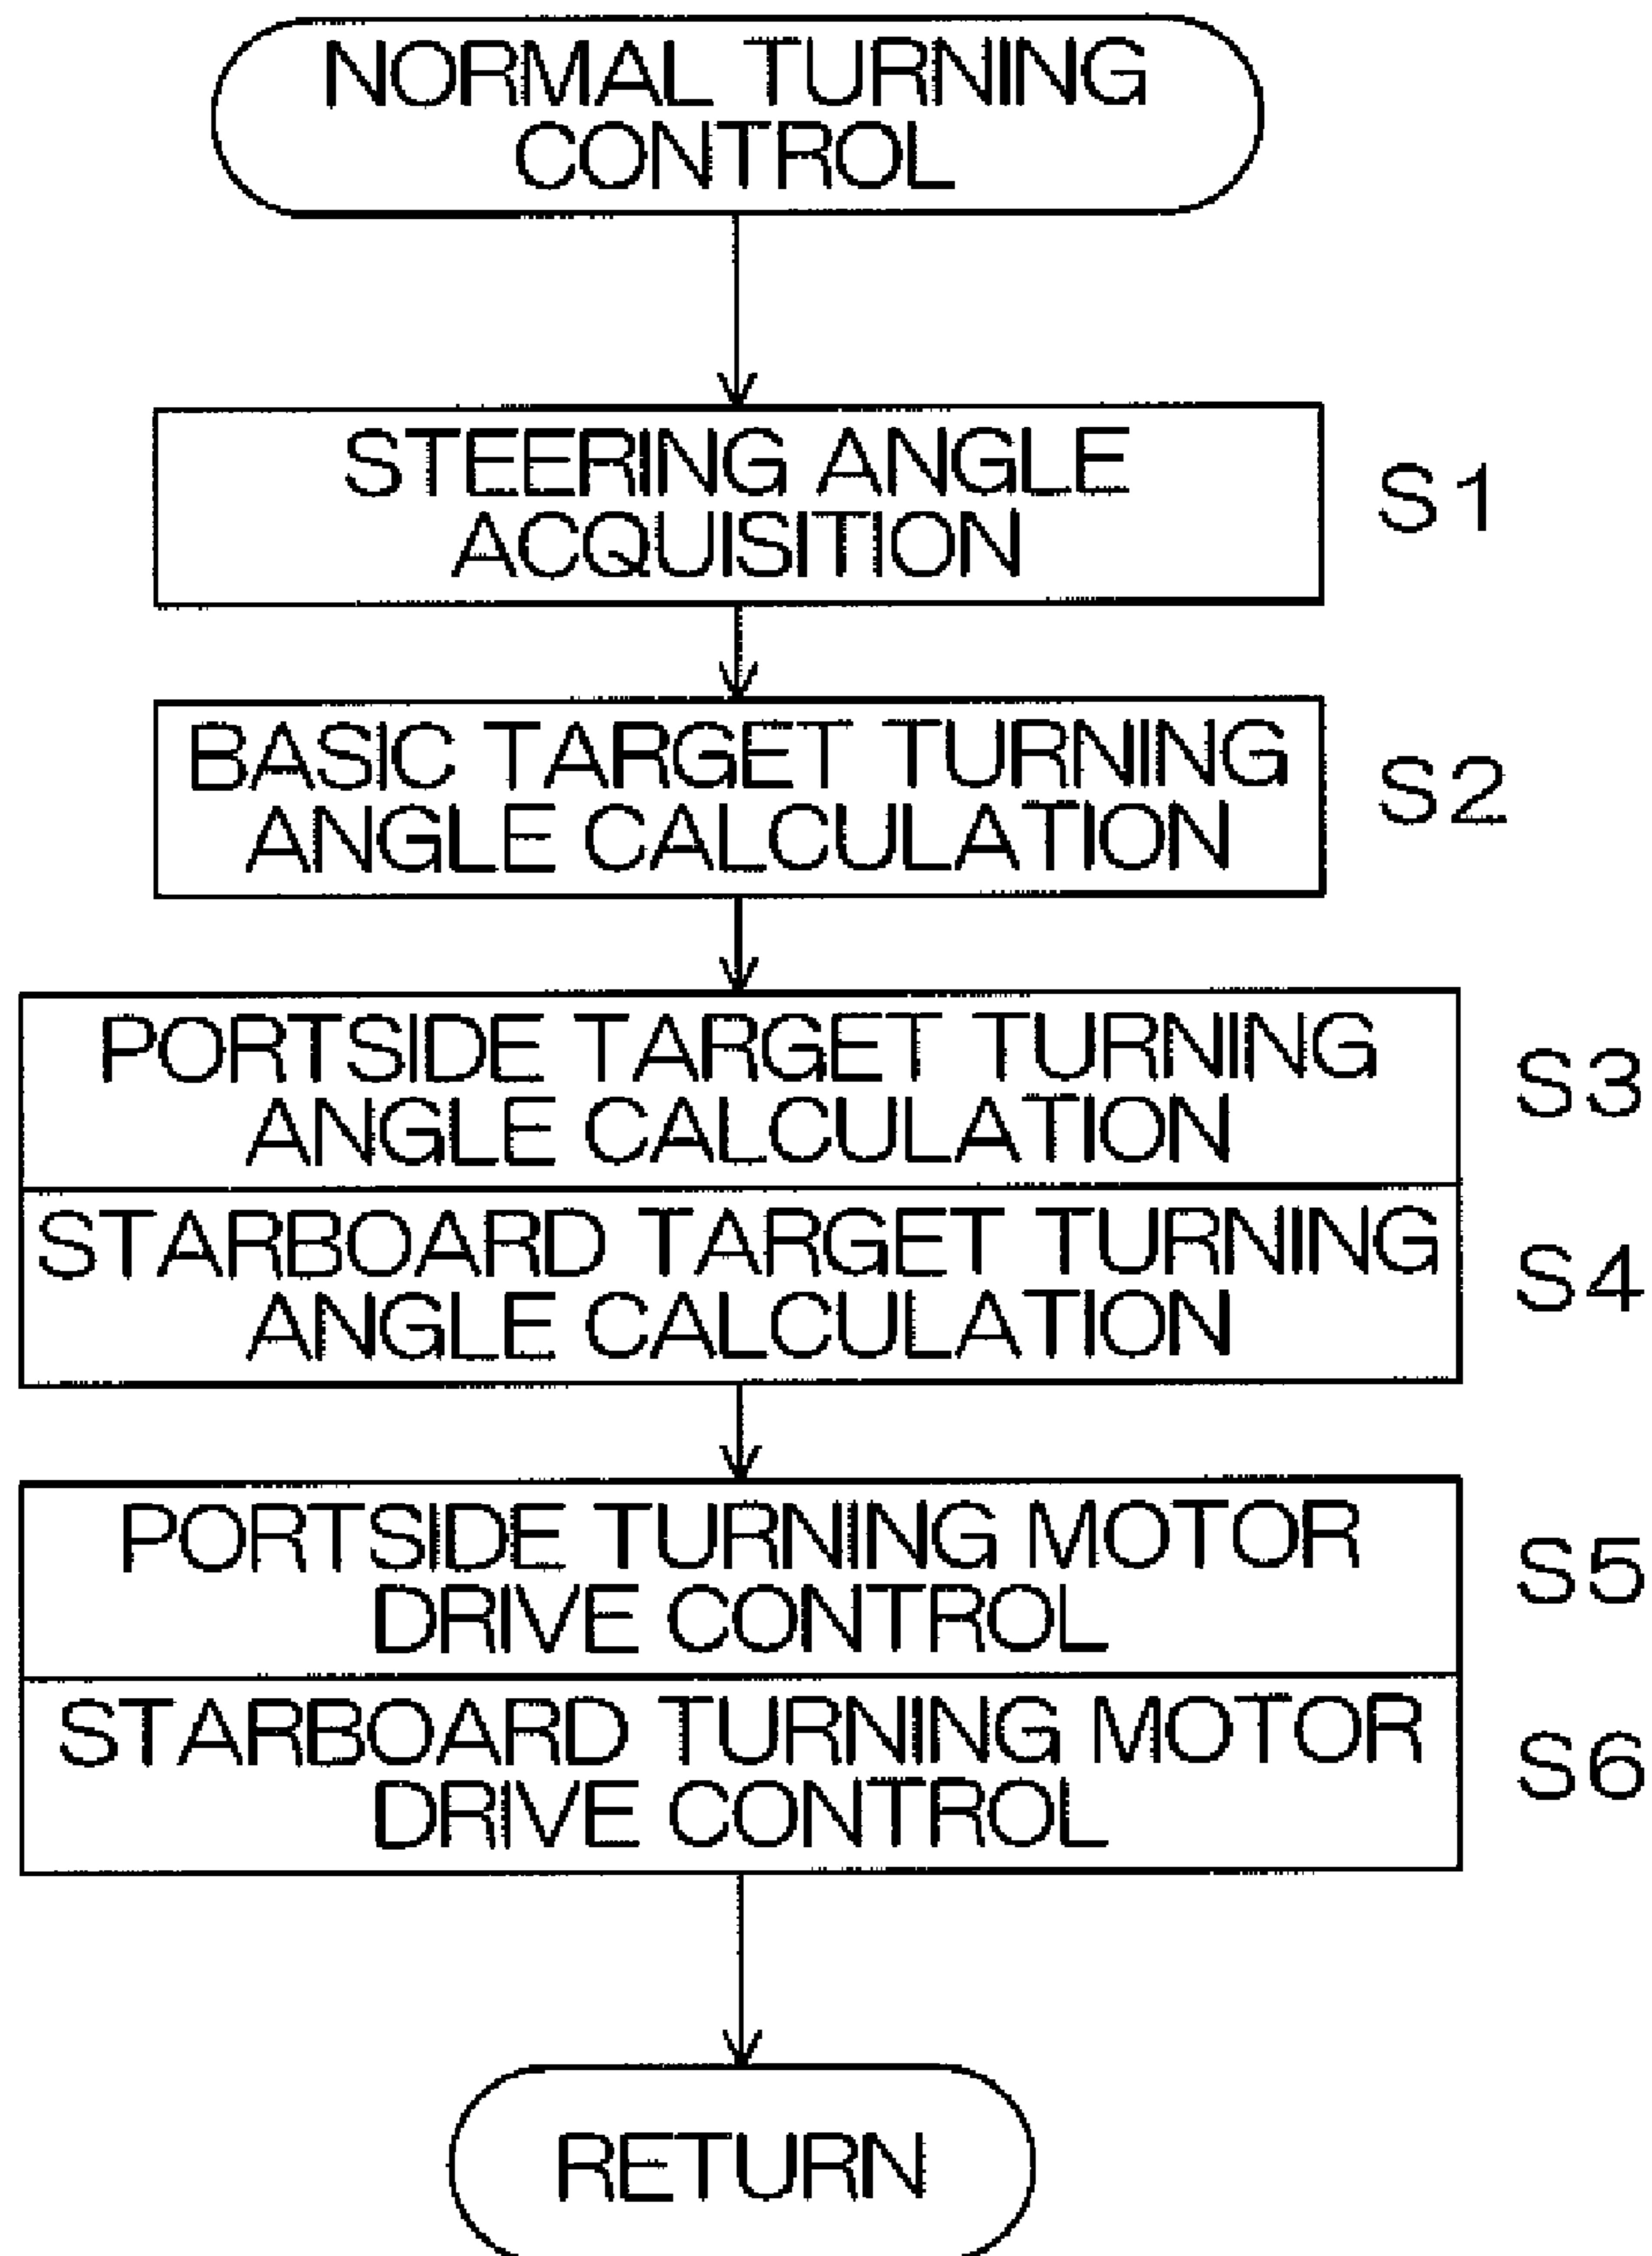 NORMAL TURNING
CONTROL
STEERING ANGLE
ACQUISITION
S1
BASIC TARGET TURNING
ANGLE CALCULATION
S2
PORTSIDE TARGET TURNING
ANGLE CALCULATION
S3
STARBOARD TARGET TURNING
ANGLE CALCULATION
S4
PORTSIDE TURNING MOTOR
DRIVE CONTROL
S5
STARBOARD TURNING MOTOR
DRIVE CONTROL
S6
RETURN